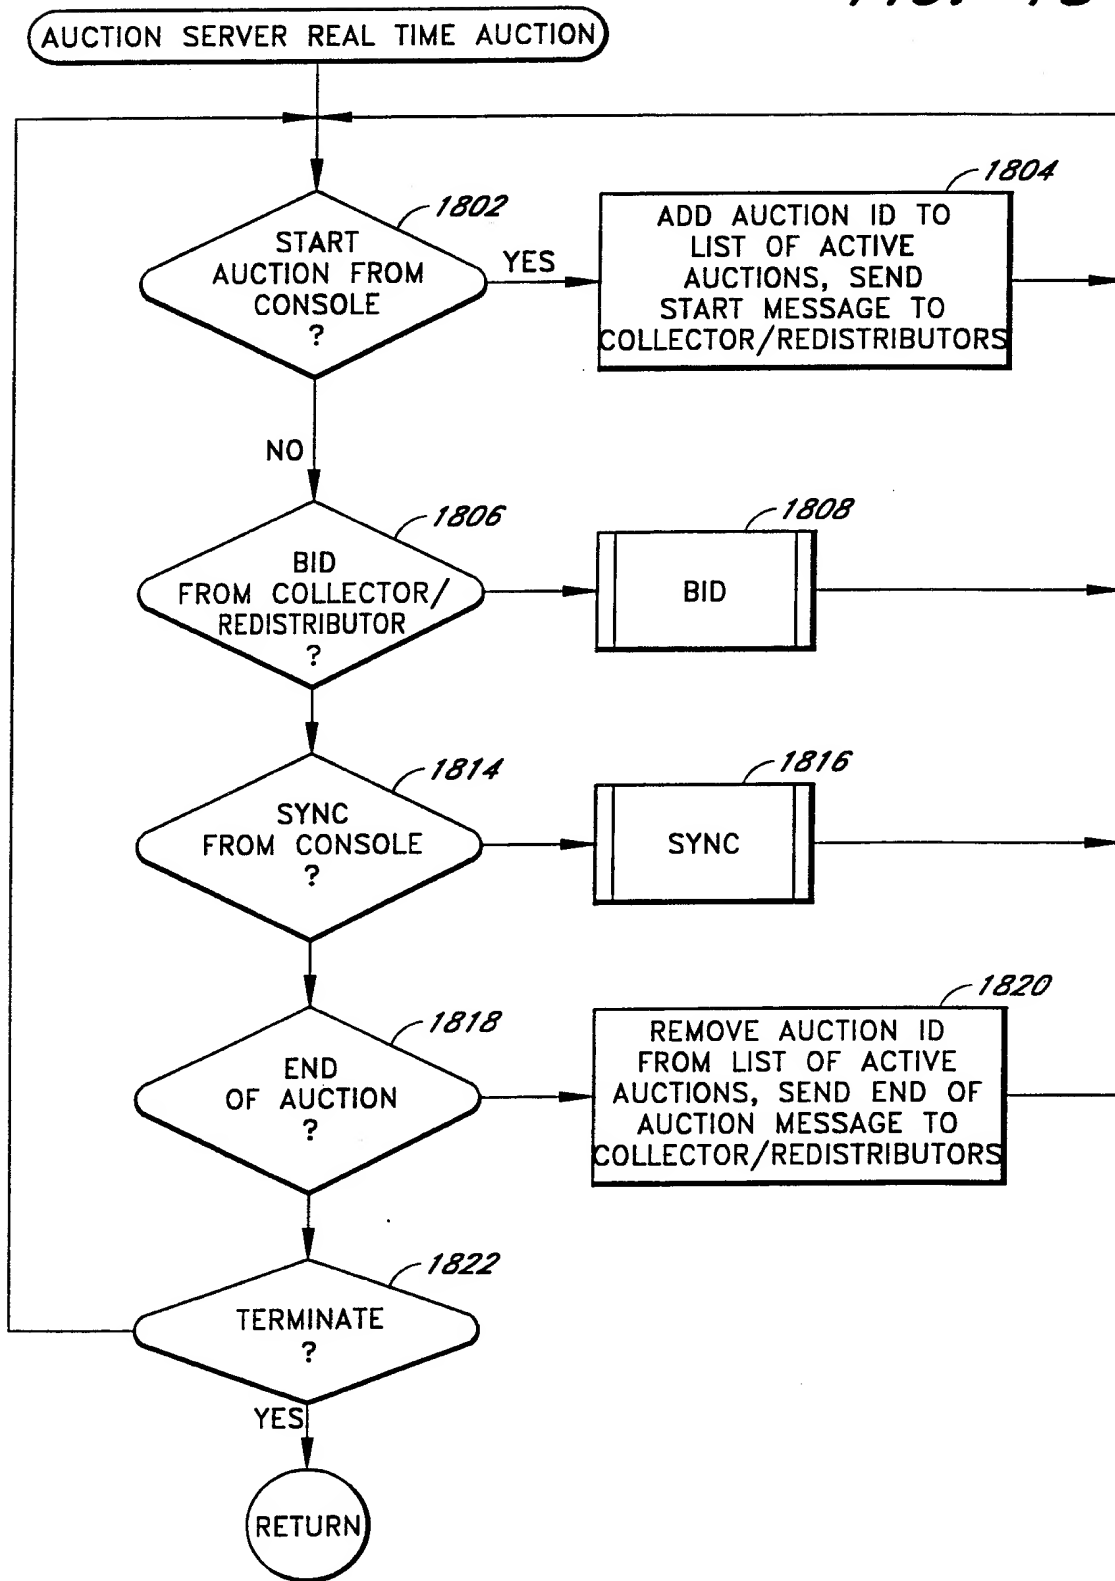 AUCTION SERVER REAL TIME AUCTION
1802
START
AUCTION FROM
CONSOLE
?
YES
1804
ADD AUCTION ID TO
LIST OF ACTIVE
AUCTIONS, SEND
START MESSAGE TO
COLLECTOR/REDISTRIBUTORS
NO
1806
BID
FROM COLLECTOR/
REDISTRIBUTOR
?
1808
BID
1814
SYNC
FROM CONSOLE
?
1816
SYNC
1818
END
OF AUCTION
?
1820
REMOVE AUCTION ID
FROM LIST OF ACTIVE
AUCTIONS, SEND END OF
AUCTION MESSAGE TO
COLLECTOR/REDISTRIBUTORS
1822
TERMINATE
?
YES
RETURN